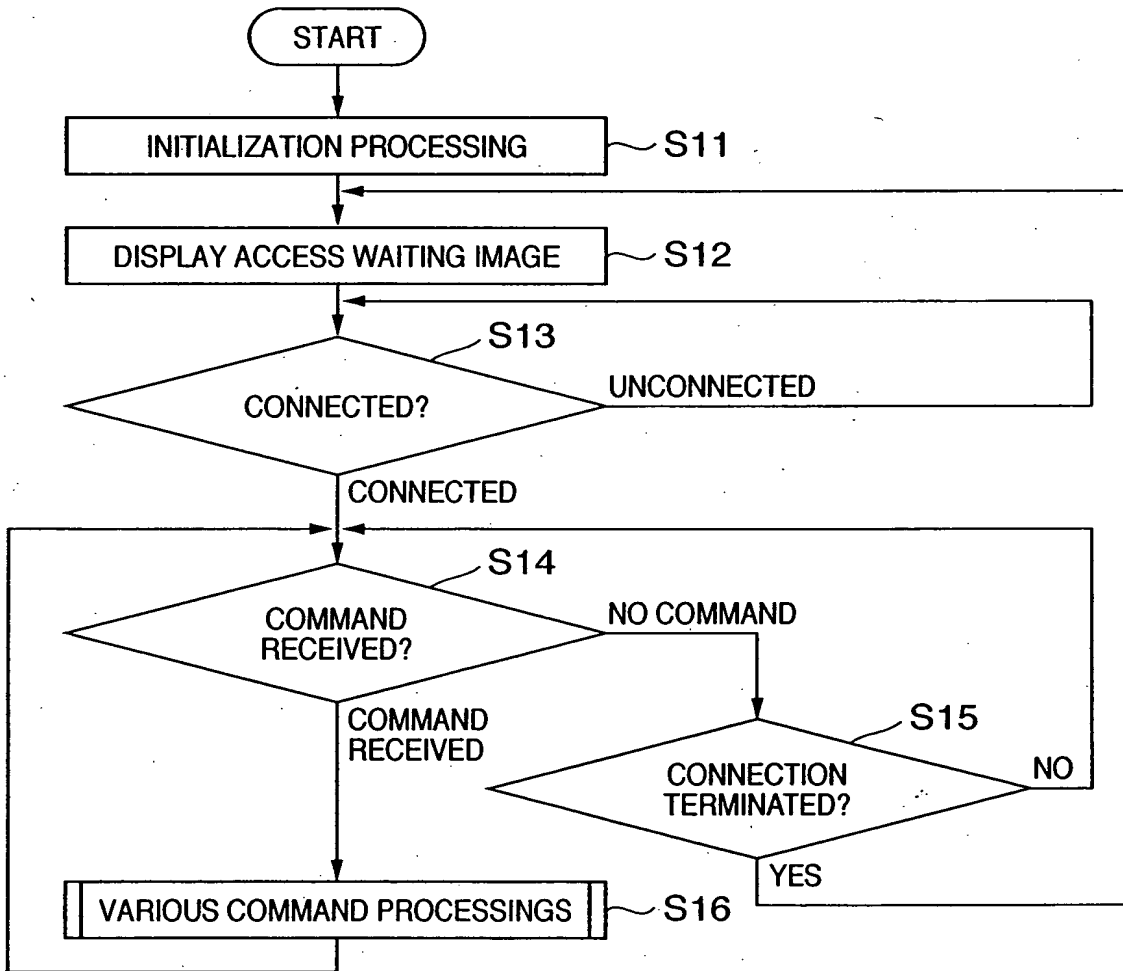 START
INITIALIZATION PROCESSING
S11
DISPLAY ACCESS WAITING IMAGE
S12
S13
CONNECTED?
UNCONNECTED
CONNECTED
S14
COMMAND
RECEIVED?
NO COMMAND
COMMAND
RECEIVED
S15
CONNECTION
TERMINATED?
NO
YES
VARIOUS COMMAND PROCESSINGS
S16